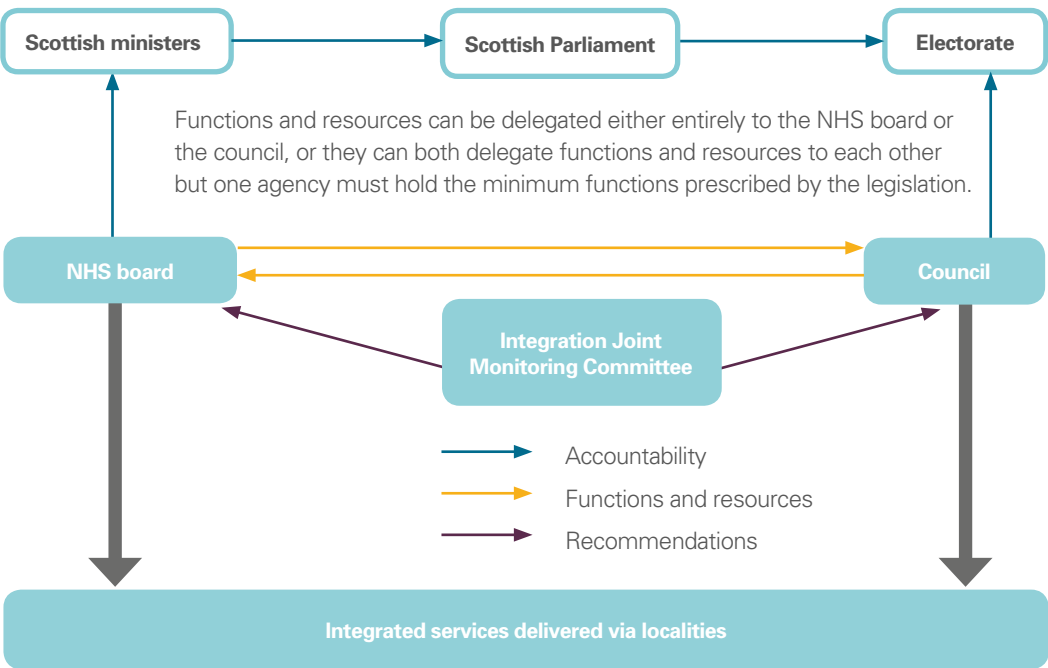 Scottish ministers
Scottish Parliament
Electorate
Functions and resources can be delegated either entirely to the NHS board or
the council, or they can both delegate functions and resources to each other
but one agency must hold the minimum functions prescribed by the legislation.
NHS board
Council
Integration Joint
Monitoring Committee
Accountability
Functions and resources
Recommendations
Integrated services delivered via localities